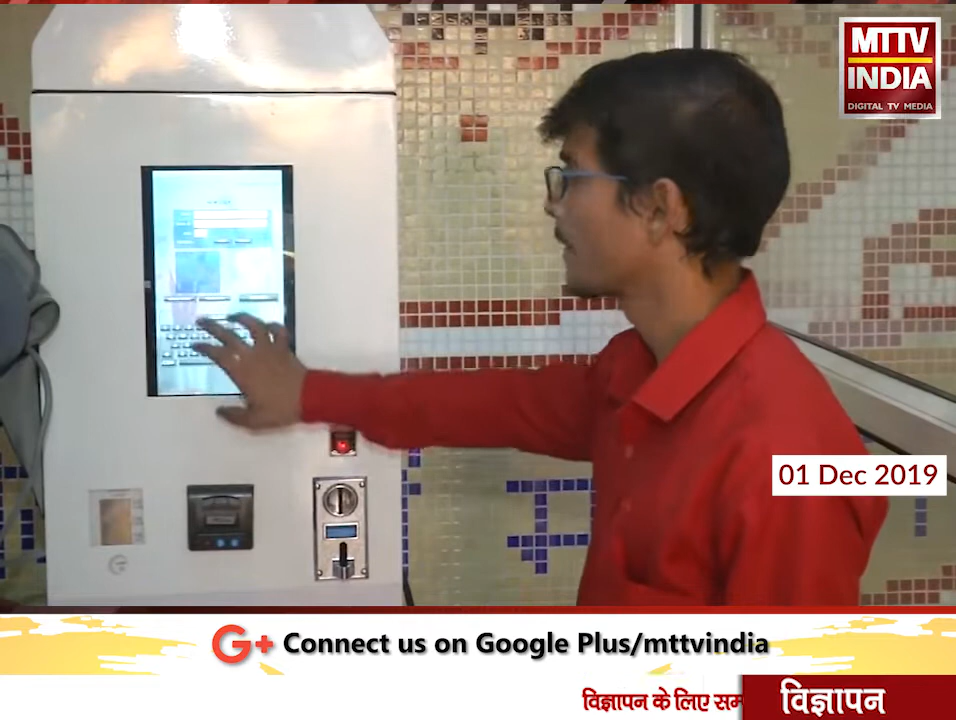 MTTV
INDIA
DIGITAL TV MEDIA
01 Dec 2019
G+ Connect us on Google Plus/mttvindia
विज्ञापन के लिए सम
विज्ञापन